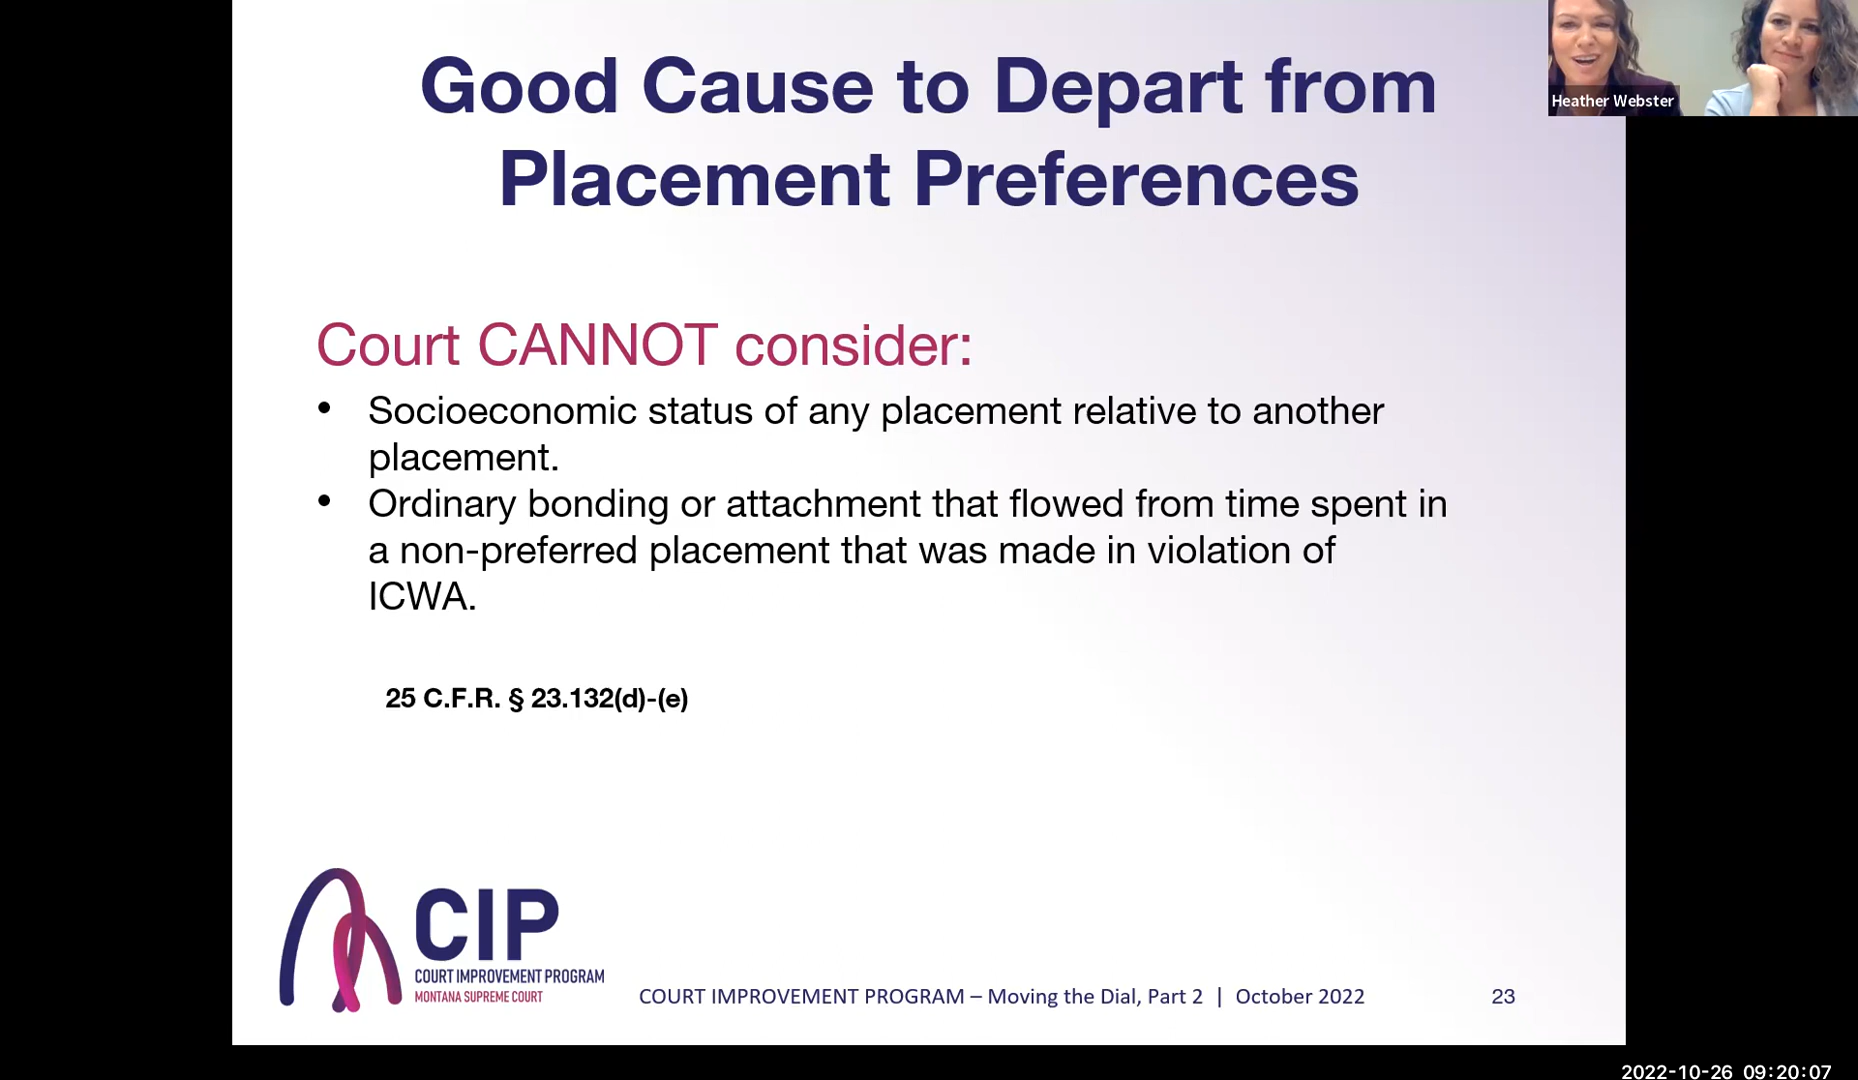 Good Cause to Depart from
Placement Preferences
Heather Webster
Court CANNOT consider:
• Socioeconomic status of any placement relative to another
placement.
• Ordinary bonding or attachment that flowed from time spent in
a non-preferred placement that was made in violation of
ICWA.
25 C.F.R. § 23.132(d)-(e)
CIP
COURT IMPROVEMENT PROGRAM
MONTANA SUPREME COURT
COURT IMPROVEMENT PROGRAM – Moving the Dial, Part 2 | October 2022
23
2022-10-26 09:20:07